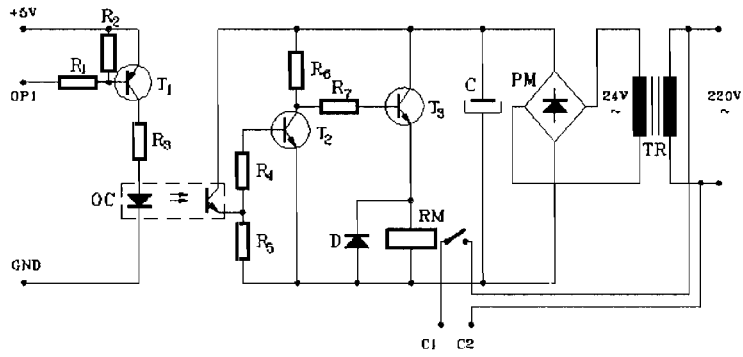 +5V
R2
R1
OP1
T1
R3
OC
GND
R6
R7
T2
T3
R4
R5
D
RM
C
PM
24V
~
TR
220V
~
C1
C2